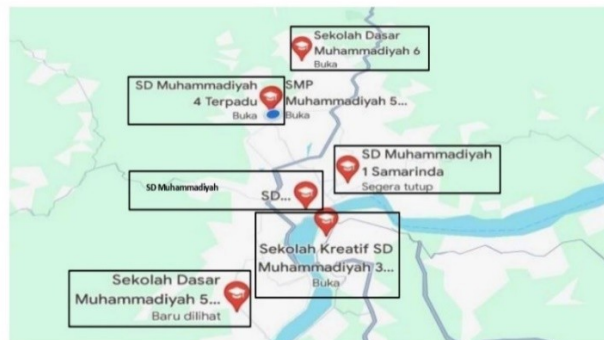 Sekolah Dasar
Muhammadiyah 6
Buka
SD Muhammadiyah
4 Terpadu
Buka
SMP
Muhammadiyah 5...
Buka
SD Muhammadiyah
1 Samarinda
Segera tutup
SD Muhammadiyah
SD...
Sekolah Kreatif SD
Muhammadiyah 3...
Buka
Sekolah Dasar
Muhammadiyah 5...
Baru dilihat